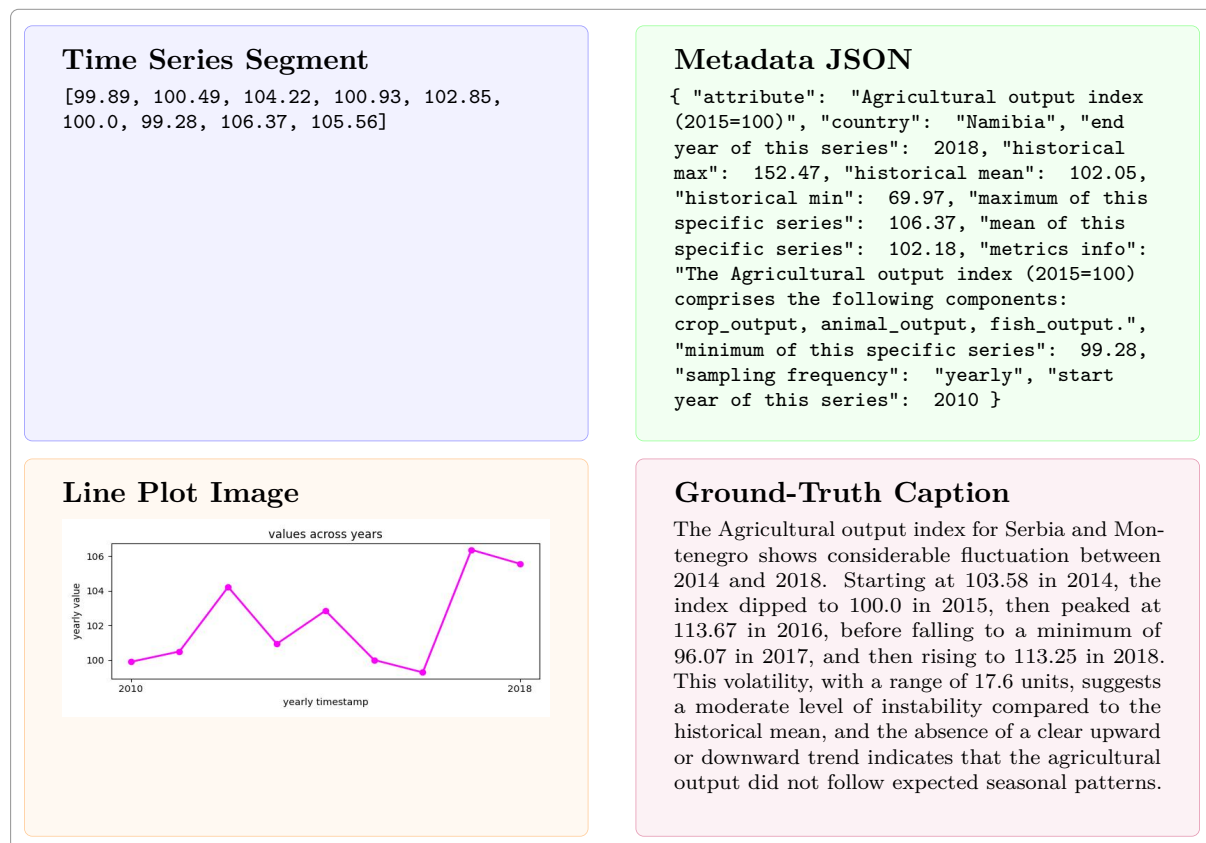 Time Series Segment
[99.89, 100.49, 104.22, 100.93, 102.85,
100.0, 99.28, 106.37, 105.56]
Metadata JSON
{ "attribute": "Agricultural output index
(2015=100)", "country": "Namibia", "end
year of this series": 2018, "historical
max": 152.47, "historical mean": 102.05,
"historical min": 69.97, "maximum of this
specific series": 106.37, "mean of this
specific series": 102.18, "metrics info":
"The Agricultural output index (2015=100)
comprises the following components:
crop_output, animal_output, fish_output.",
"minimum of this specific series": 99.28,
"sampling frequency": "yearly", "start
year of this series": 2010 }
Line Plot Image
values across years
yearly value
106
104
102
100
2010
2018
yearly timestamp
Ground-Truth Caption
The Agricultural output index for Serbia and Mon-
tenegro shows considerable fluctuation between
2014 and 2018. Starting at 103.58 in 2014, the
index dipped to 100.0 in 2015, then peaked at
113.67 in 2016, before falling to a minimum of
96.07 in 2017, and then rising to 113.25 in 2018.
This volatility, with a range of 17.6 units, suggests
a moderate level of instability compared to the
historical mean, and the absence of a clear upward
or downward trend indicates that the agricultural
output did not follow expected seasonal patterns.